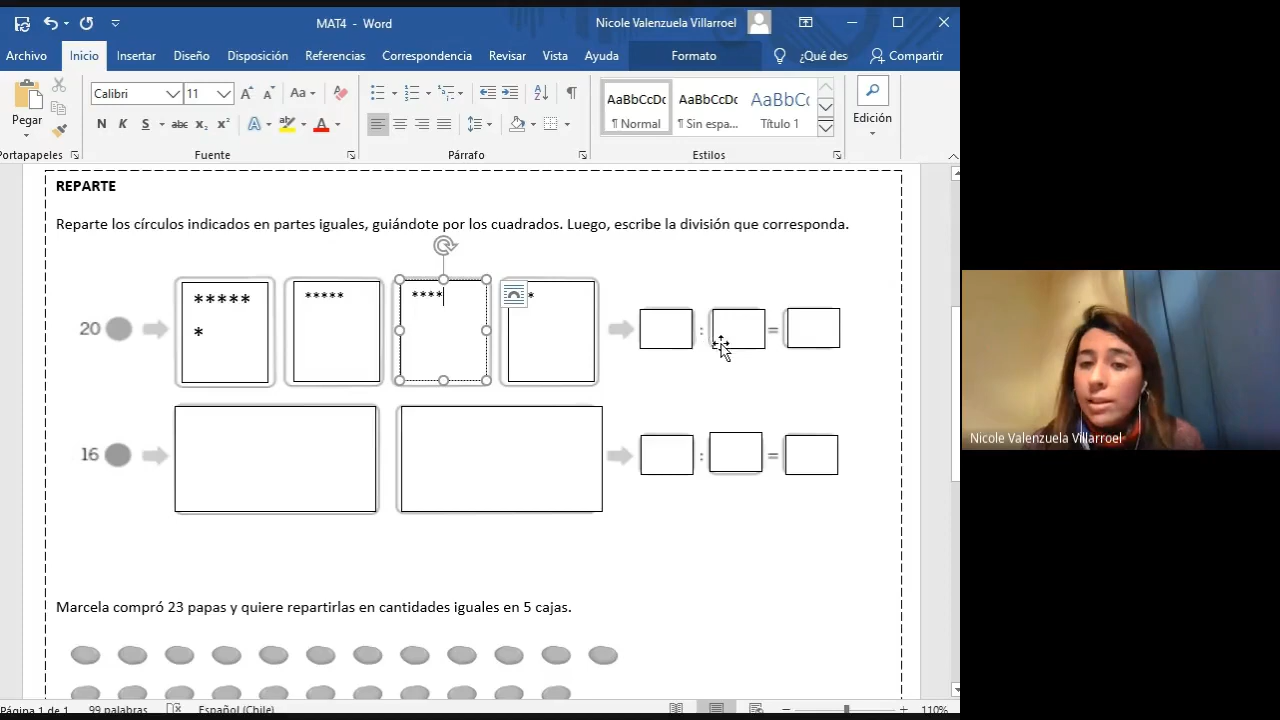 MAT4 - Word
Nicole Valenzuela Villarroel
Archivo
Inicio
Insertar
Diseño
Disposición
Referencias
Correspondencia
Revisar
Vista
Ayuda
Formato
¿Qué des
Compartir
Pegar
Calibri
11
A A Aa
N K S abc x₂ x²
A A
AaBbCcDc AaBbCcDc AaBbCc
¶ Normal
¶ Sin espa...
Título 1
Edición
Portapapeles
Fuente
Párrafo
Estilos
REPARTE
Reparte los círculos indicados en partes iguales, guiándote por los cuadrados. Luego, escribe la división que corresponda.
20 ***** ***** **** * : =
*
16 : =
Marcela compró 23 papas y quiere repartirlas en cantidades iguales en 5 cajas.
Página 1 de 1
99 palabras
Español (Chile)
110%
Nicole Valenzuela Villarroel